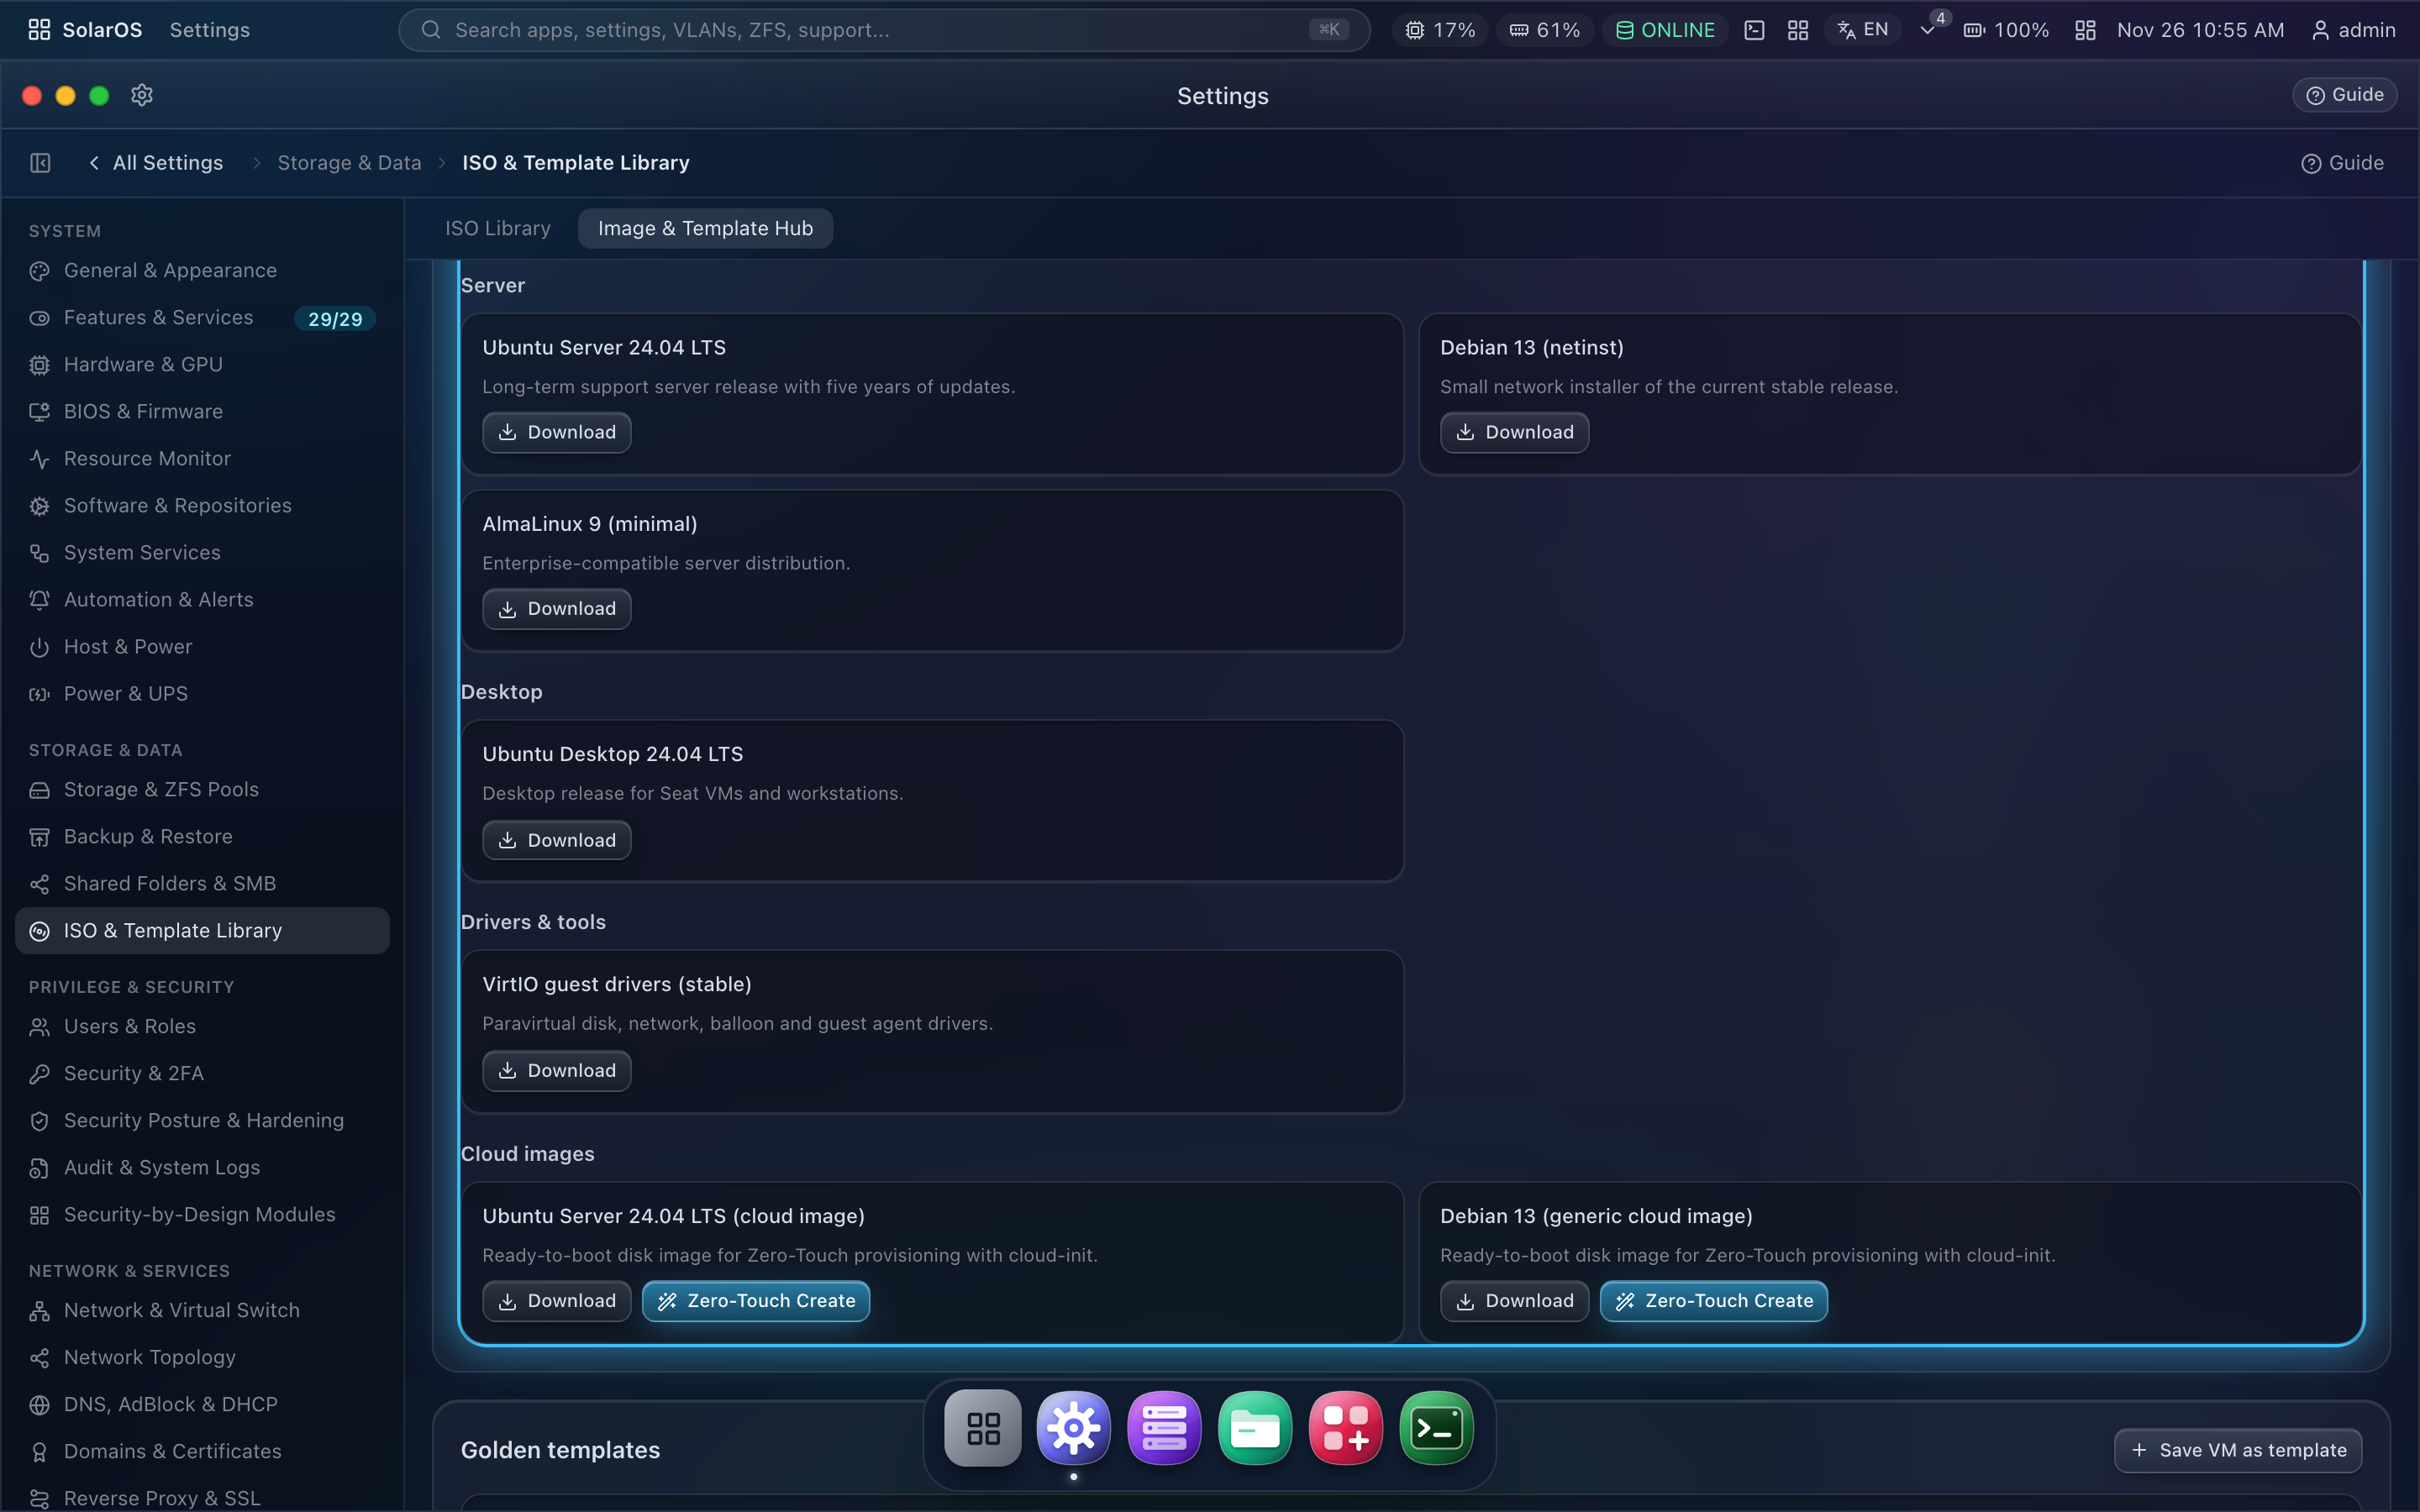 SolarOS Settings Search apps, settings, VLANs, ZFS, support... ⌘K 17% 61% ONLINE EN 4 100% Nov 26 10:55 AM admin
Settings Guide
All Settings Storage & Data ISO & Template Library Guide
ISO Library Image & Template Hub
SYSTEM
General & Appearance
Features & Services 29/29
Hardware & GPU
BIOS & Firmware
Resource Monitor
Software & Repositories
System Services
Automation & Alerts
Host & Power
Power & UPS
STORAGE & DATA
Storage & ZFS Pools
Backup & Restore
Shared Folders & SMB
ISO & Template Library
PRIVILEGE & SECURITY
Users & Roles
Security & 2FA
Security Posture & Hardening
Audit & System Logs
Security-by-Design Modules
NETWORK & SERVICES
Network & Virtual Switch
Network Topology
DNS, AdBlock & DHCP
Domains & Certificates
Reverse Proxy & SSL
Server
Ubuntu Server 24.04 LTS
Long-term support server release with five years of updates.
Download
Debian 13 (netinst)
Small network installer of the current stable release.
Download
AlmaLinux 9 (minimal)
Enterprise-compatible server distribution.
Download
Desktop
Ubuntu Desktop 24.04 LTS
Desktop release for Seat VMs and workstations.
Download
Drivers & tools
VirtIO guest drivers (stable)
Paravirtual disk, network, balloon and guest agent drivers.
Download
Cloud images
Ubuntu Server 24.04 LTS (cloud image)
Ready-to-boot disk image for Zero-Touch provisioning with cloud-init.
Download Zero-Touch Create
Debian 13 (generic cloud image)
Ready-to-boot disk image for Zero-Touch provisioning with cloud-init.
Download Zero-Touch Create
Golden templates Save VM as template